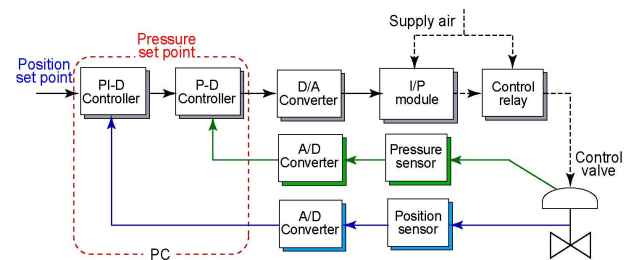 Supply air
Pressure
set point
Position
set point
PI-D
Controller
P-D
Controller
D/A
Converter
I/P
module
Control
relay
A/D
Converter
Pressure
sensor
Control
valve
A/D
Converter
Position
sensor
PC